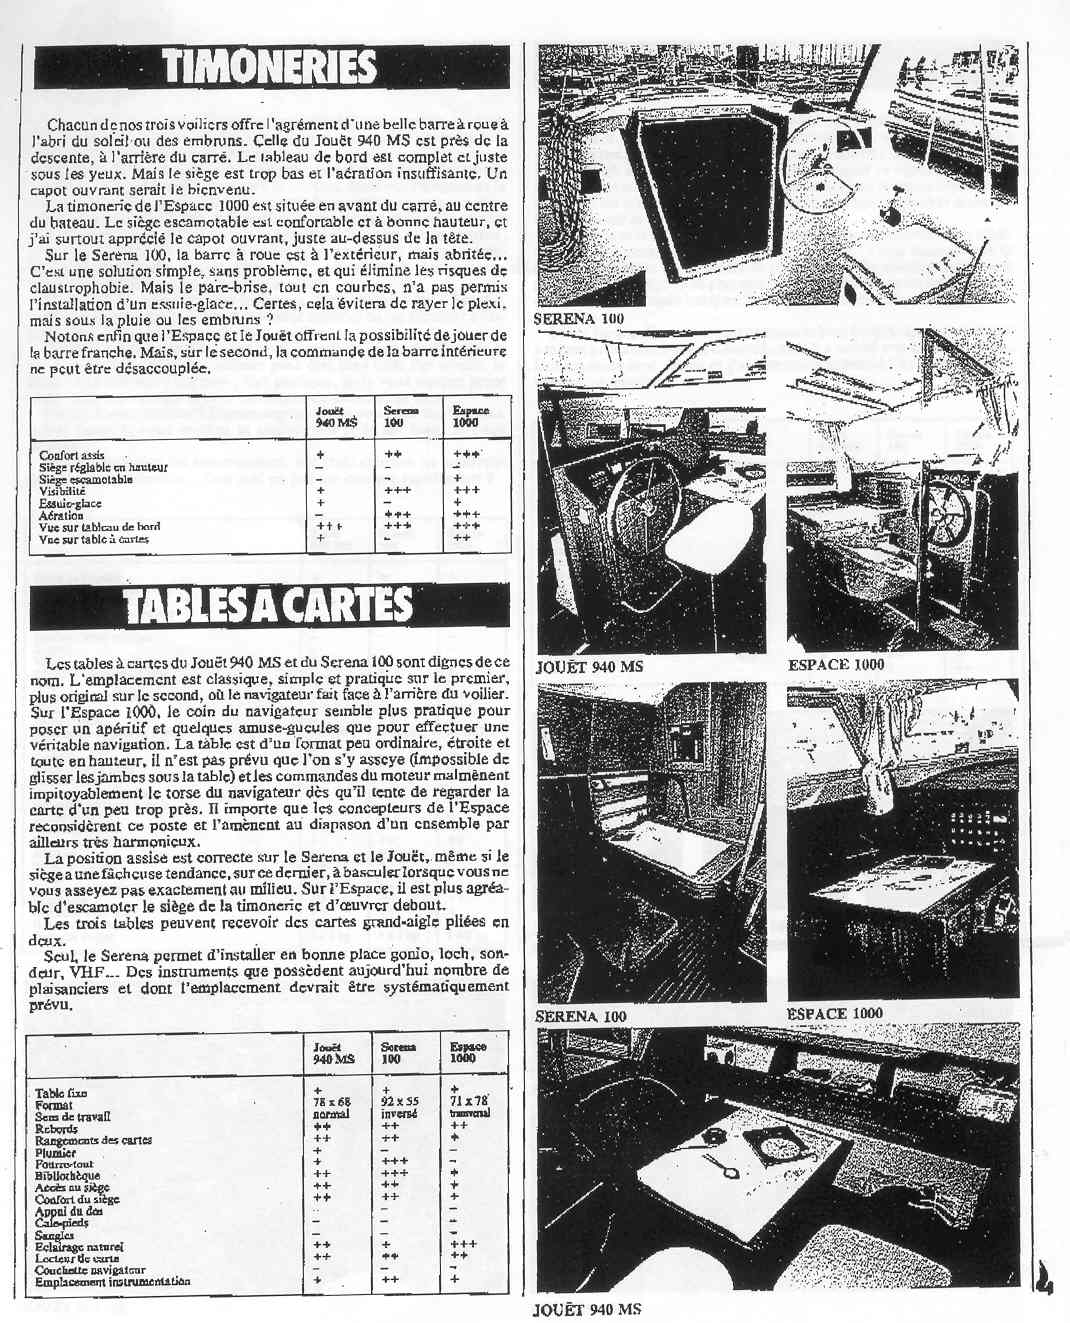 TIMONERIES
Chacun de nos trois voiliers offre l'agrément d'une belle barre à roue à
l'abri du soleil ou des embruns. Celle du Jouët 940 MS est près de la
descente, à l'arrière du carré. Le tableau de bord est complet et juste
sous les yeux. Mais le siège est trop bas et l'aération insuffisante. Un
capot ouvrant serait le bienvenu.
La timonerie de l'Espace 1000 est située en avant du carré, au centre
du bateau. Le siège escamotable est confortable et à bonne hauteur, et
j'ai surtout apprécié le capot ouvrant, juste au-dessus de la tête.
Sur le Serena 100, la barre à roue est à l'extérieur, mais abritée...
C'est une solution simple, sans problème, et qui élimine les risques de
claustrophobie. Mais le pare-brise, tout en courbes, n'a pas permis
l'installation d'un essuie-glace... Certes, cela évitera de rayer le plexi,
mais sous la pluie ou les embruns ?
Notons enfin que l'Espace et le Jouët offrent la possibilité de jouer de
la barre franche. Mais, sur le second, la commande de la barre intérieure
ne peut être désaccouplée.
Jouët 940 MS Serena 100 Espace 1000
Confort assis + ++ +++
Siège réglable en hauteur – – –
Siège escamotable – – +
Visibilité + +++ +++
Essuie-glace + – +
Aération – +++ +++
Vue sur tableau de bord +++ +++ +++
Vue sur table à cartes + – ++
TABLES À CARTES
Les tables à cartes du Jouët 940 MS et du Serena 100 sont dignes de ce
nom. L'emplacement est classique, simple et pratique sur le premier,
plus original sur le second, où le navigateur fait face à l'arrière du voilier.
Sur l'Espace 1000, le coin du navigateur semble plus pratique pour
poser un apéritif et quelques amuse-gueules que pour effectuer une
véritable navigation. La table est d'un format peu ordinaire, étroite et
toute en hauteur, il n'est pas prévu que l'on s'y asseye (impossible de
glisser les jambes sous la table) et les commandes du moteur malmènent
impitoyablement le torse du navigateur dès qu'il tente de regarder la
carte d'un peu trop près. Il importe que les concepteurs de l'Espace
reconsidèrent ce poste et l'amènent au diapason d'un ensemble par
ailleurs très harmonieux.
La position assise est correcte sur le Serena et le Jouët, même si le
siège a une fâcheuse tendance, sur ce dernier, à basculer lorsque vous ne
vous asseyez pas exactement au milieu. Sur l'Espace, il est plus agréa-
ble d'escamoter le siège de la timonerie et d'œuvrer debout.
Les trois tables peuvent recevoir des cartes grand-aigle pliées en
deux.
Seul, le Serena permet d'installer en bonne place gonio, loch, son-
deur, VHF... Des instruments que possèdent aujourd'hui nombre de
plaisanciers et dont l'emplacement devrait être systématiquement
prévu.
Jouët 940 MS Serena 100 Espace 1000
Table fixe + + +
Format 78 x 68 92 x 55 71 x 78
Sens de travail normal inversé transversal
Rebords ++ ++ ++
Rangements des cartes ++ ++ +
Plumier + – –
Fourre-tout + +++ –
Bibliothèque ++ +++ +
Accès au siège ++ ++ +
Confort du siège ++ ++ +
Appui du dos – –
Cale-pieds – – –
Sangles – – –
Eclairage naturel ++ + +++
Lecteur de carte ++ ++ ++
Couchette navigateur – – –
Emplacement instrumentation + ++ +
SERENA 100
JOUËT 940 MS
ESPACE 1000
SERENA 100
ESPACE 1000
JOUËT 940 MS
4